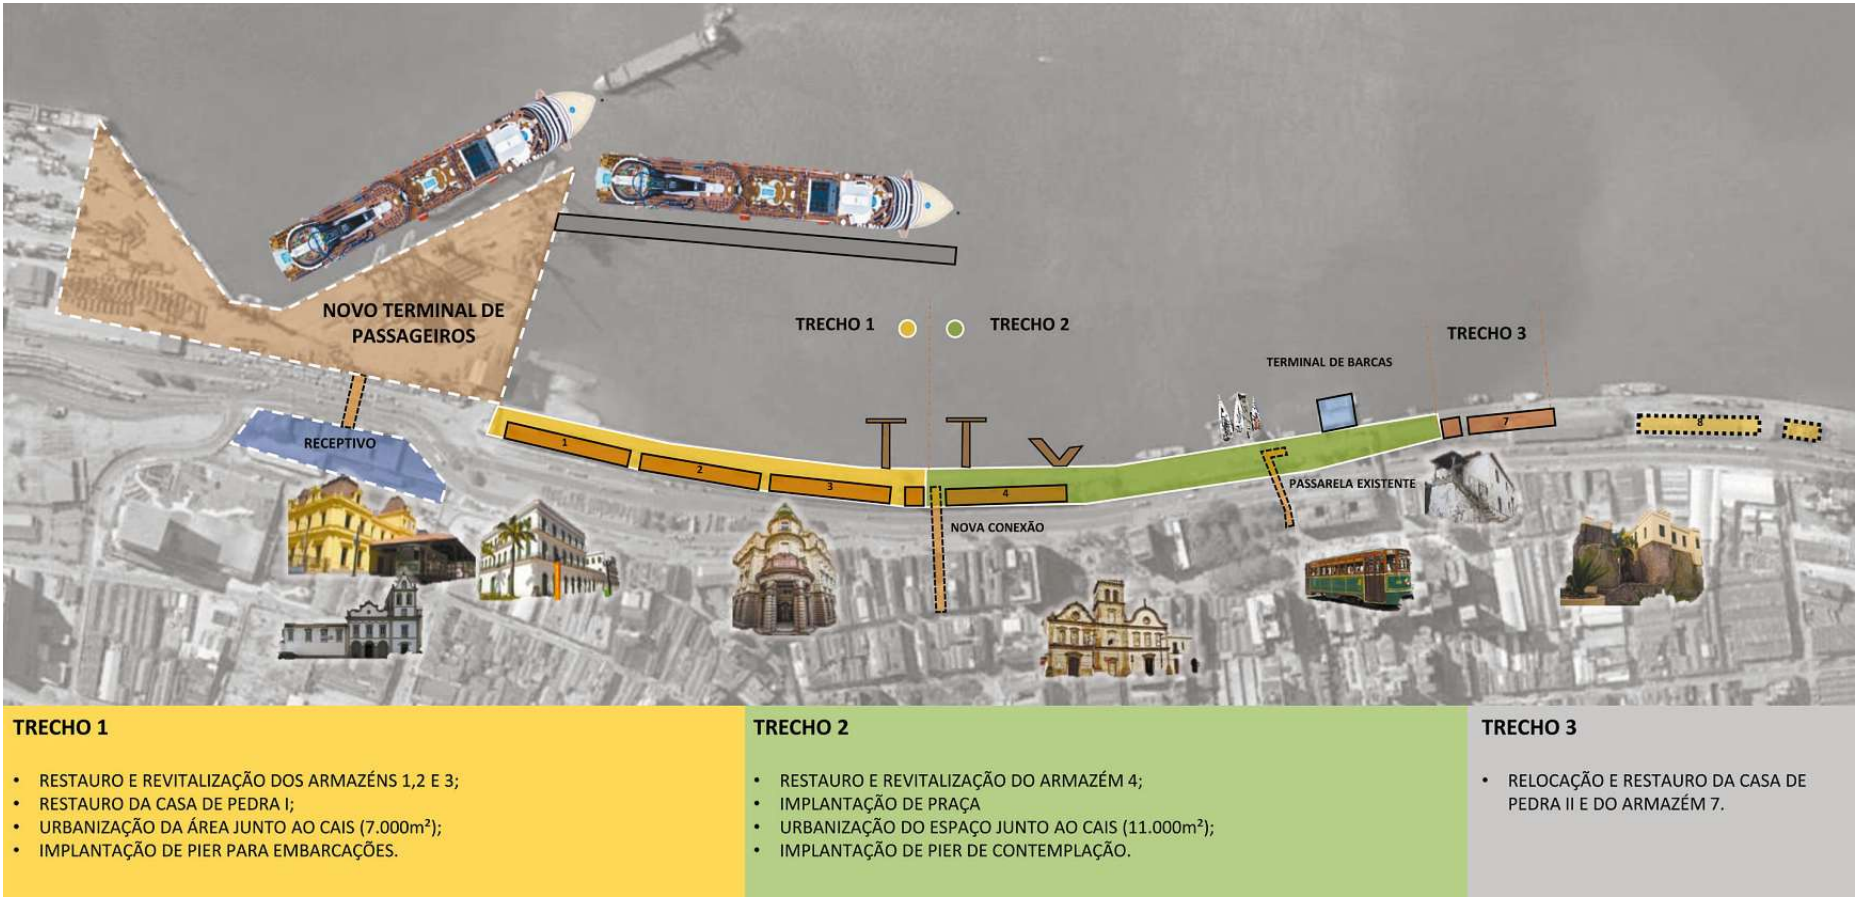 NOVO TERMINAL DE
PASSAGEIROS
TRECHO 1
TRECHO 2
TRECHO 3
TERMINAL DE BARCAS
RECEPTIVO
1
2
3
4
7
8
PASSARELA EXISTENTE
NOVA CONEXÃO
TRECHO 1
• RESTAURO E REVITALIZAÇÃO DOS ARMAZÉNS 1,2 E 3;
• RESTAURO DA CASA DE PEDRA I;
• URBANIZAÇÃO DA ÁREA JUNTO AO CAIS (7.000m²);
• IMPLANTAÇÃO DE PIER PARA EMBARCAÇÕES.
TRECHO 2
• RESTAURO E REVITALIZAÇÃO DO ARMAZÉM 4;
• IMPLANTAÇÃO DE PRAÇA
• URBANIZAÇÃO DO ESPAÇO JUNTO AO CAIS (11.000m²);
• IMPLANTAÇÃO DE PIER DE CONTEMPLAÇÃO.
TRECHO 3
• RELOCAÇÃO E RESTAURO DA CASA DE
PEDRA II E DO ARMAZÉM 7.